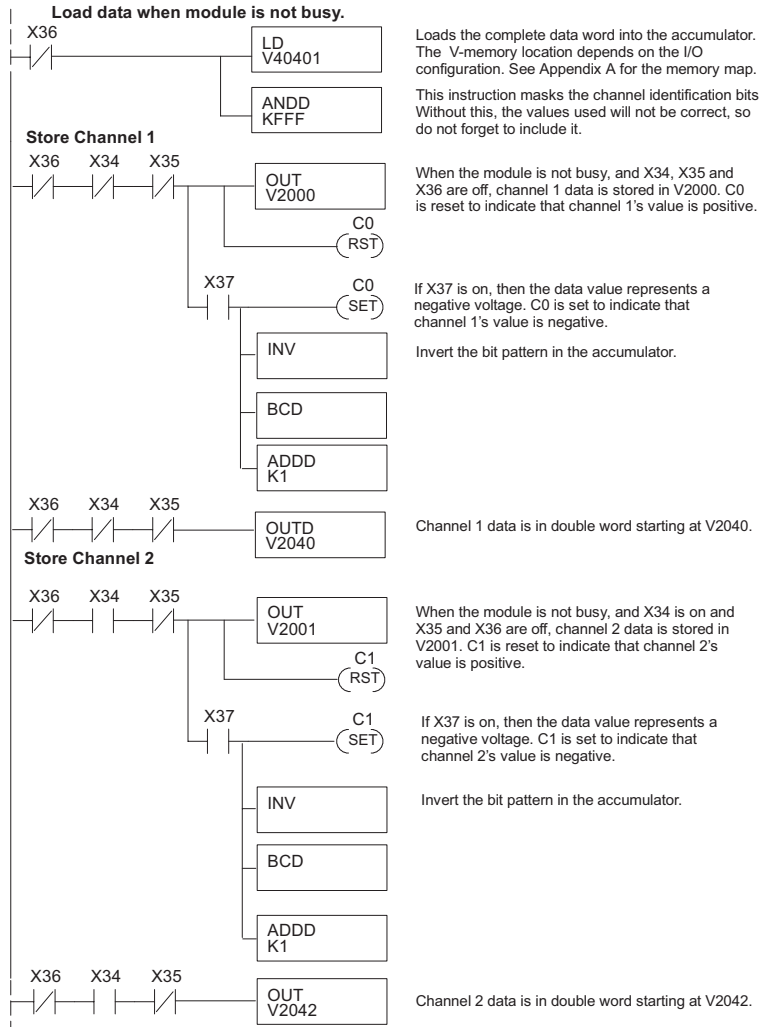 Load data when module is not busy.
X36
LD
V40401
Loads the complete data word into the accumulator.
The V-memory location depends on the I/O
configuration. See Appendix A for the memory map.
ANDD
KFFF
This instruction masks the channel identification bits
Without this, the values used will not be correct, so
do not forget to include it.
Store Channel 1
X36 X34 X35
OUT
V2000
When the module is not busy, and X34, X35 and
X36 are off, channel 1 data is stored in V2000. C0
is reset to indicate that channel 1's value is positive.
C0
RST
X37
C0
SET
If X37 is on, then the data value represents a
negative voltage. C0 is set to indicate that
channel 1's value is negative.
INV
Invert the bit pattern in the accumulator.
BCD
ADDD
K1
X36 X34 X35
OUTD
V2040
Channel 1 data is in double word starting at V2040.
Store Channel 2
X36 X34 X35
OUT
V2001
When the module is not busy, and X34 is on and
X35 and X36 are off, channel 2 data is stored in
V2001. C1 is reset to indicate that channel 2's
value is positive.
C1
RST
X37
C1
SET
If X37 is on, then the data value represents a
negative voltage. C1 is set to indicate that
channel 2's value is negative.
INV
Invert the bit pattern in the accumulator.
BCD
ADDD
K1
X36 X34 X35
OUT
V2042
Channel 2 data is in double word starting at V2042.